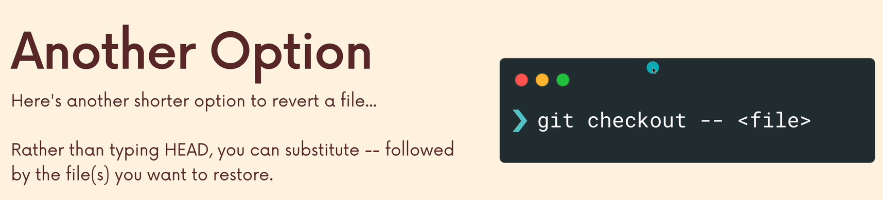 Another Option
Here's another shorter option to revert a file...
Rather than typing HEAD, you can substitute -- followed
by the file(s) you want to restore.
❯ git checkout -- <file>